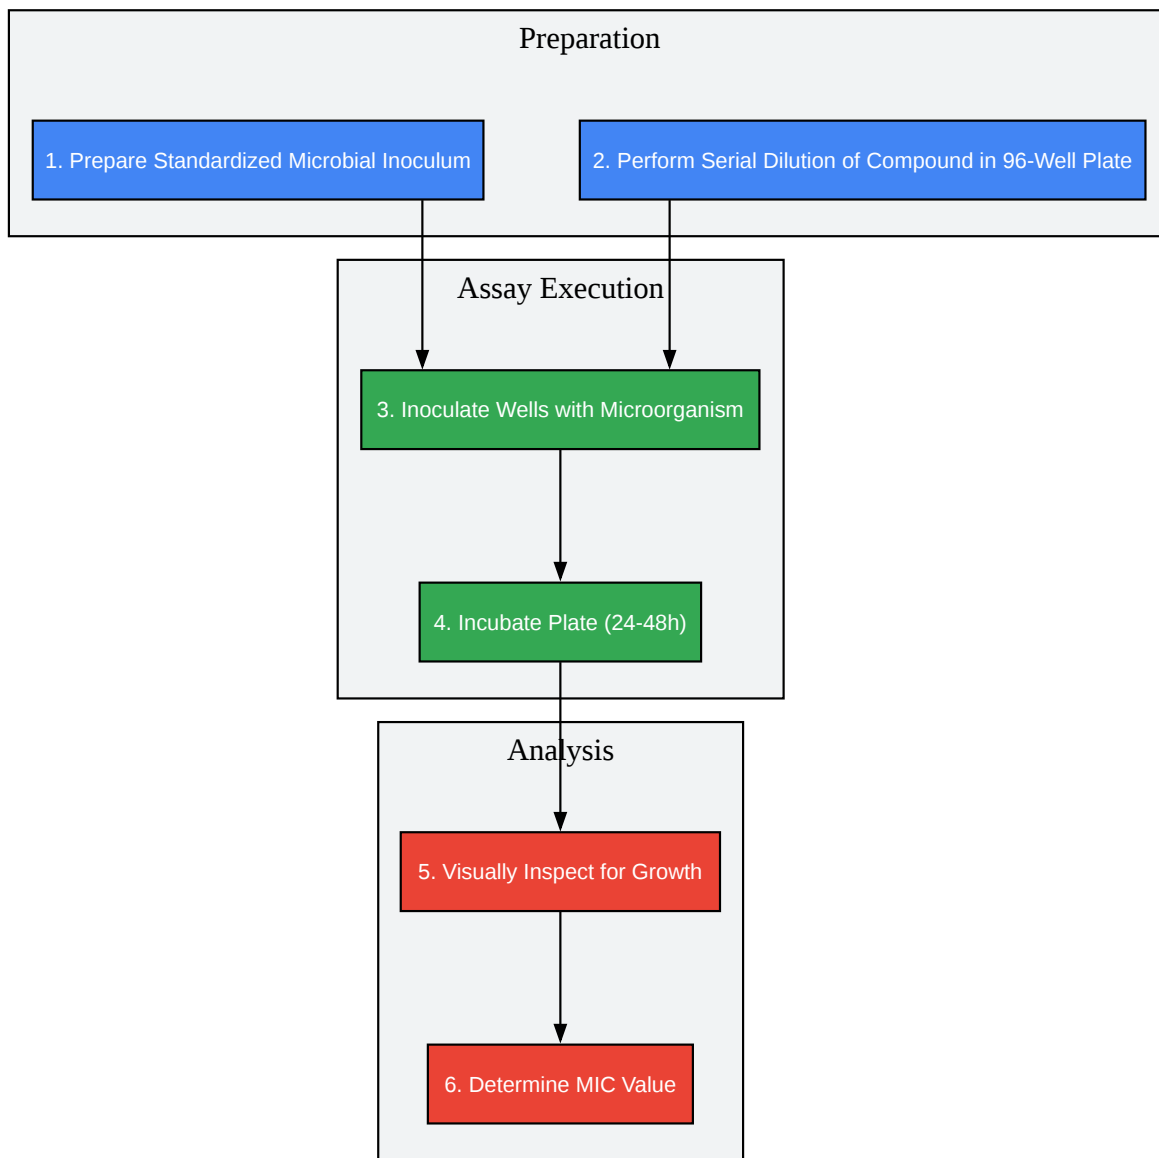 Preparation
1. Prepare Standardized Microbial Inoculum
2. Perform Serial Dilution of Compound in 96-Well Plate
Assay Execution
3. Inoculate Wells with Microorganism
4. Incubate Plate (24-48h)
Analysis
5. Visually Inspect for Growth
6. Determine MIC Value